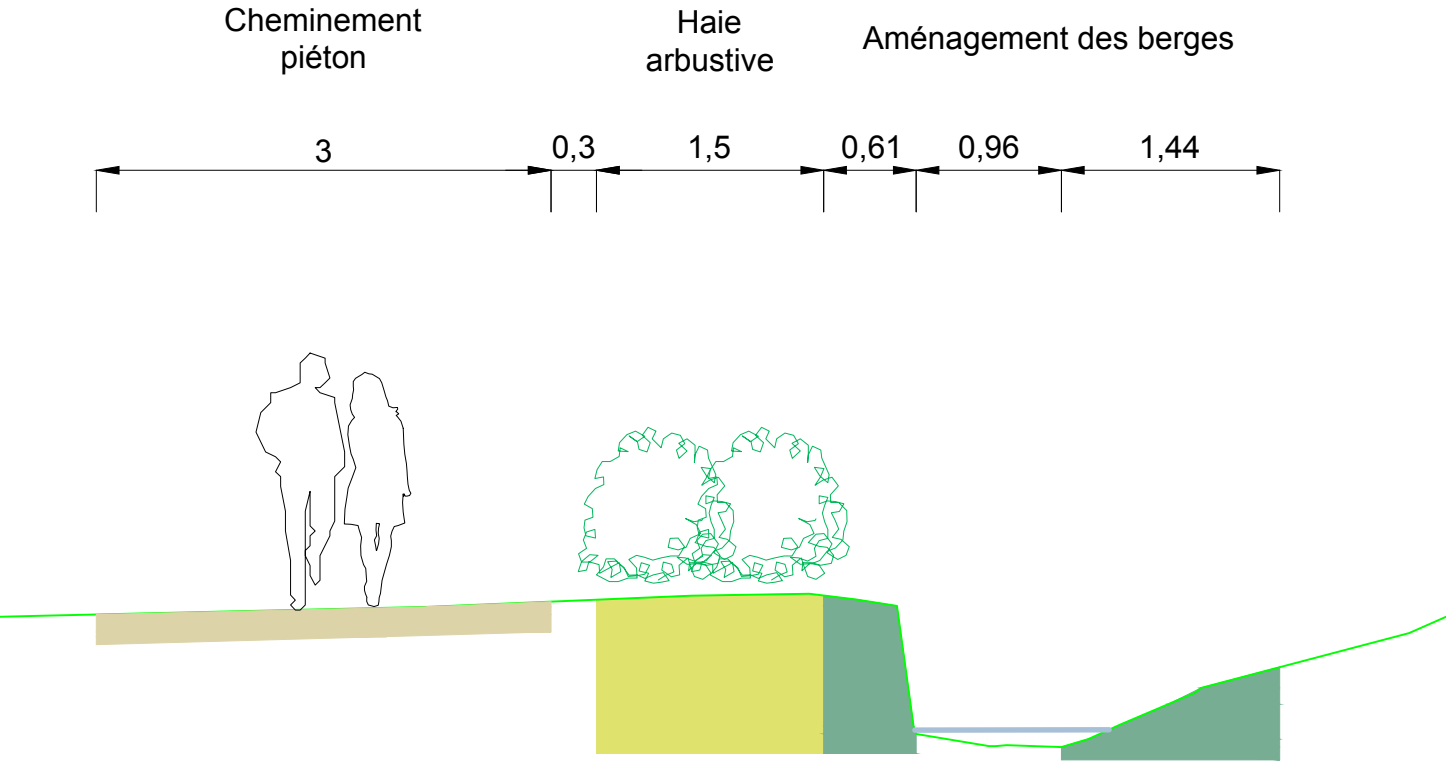 Cheminement
piéton
Haie
arbustive
Aménagement des berges
3
0,3
1,5
0,61
0,96
1,44